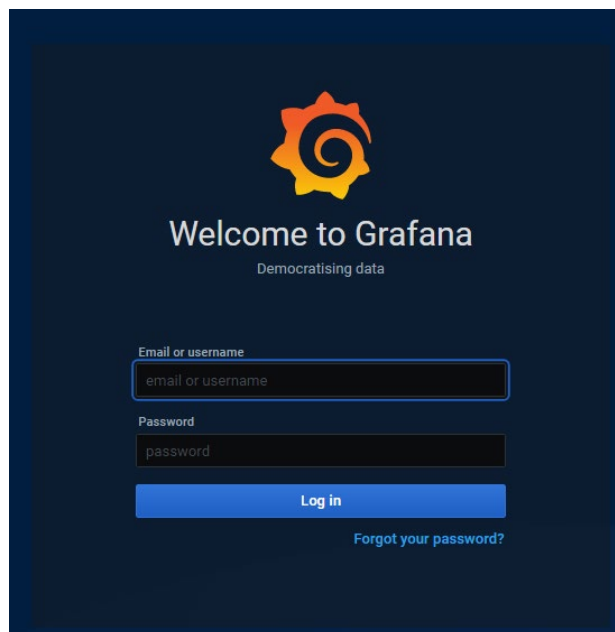 Welcome to Grafana
Democratising data
Email or username
email or username
Password
password
Log in
Forgot your password?